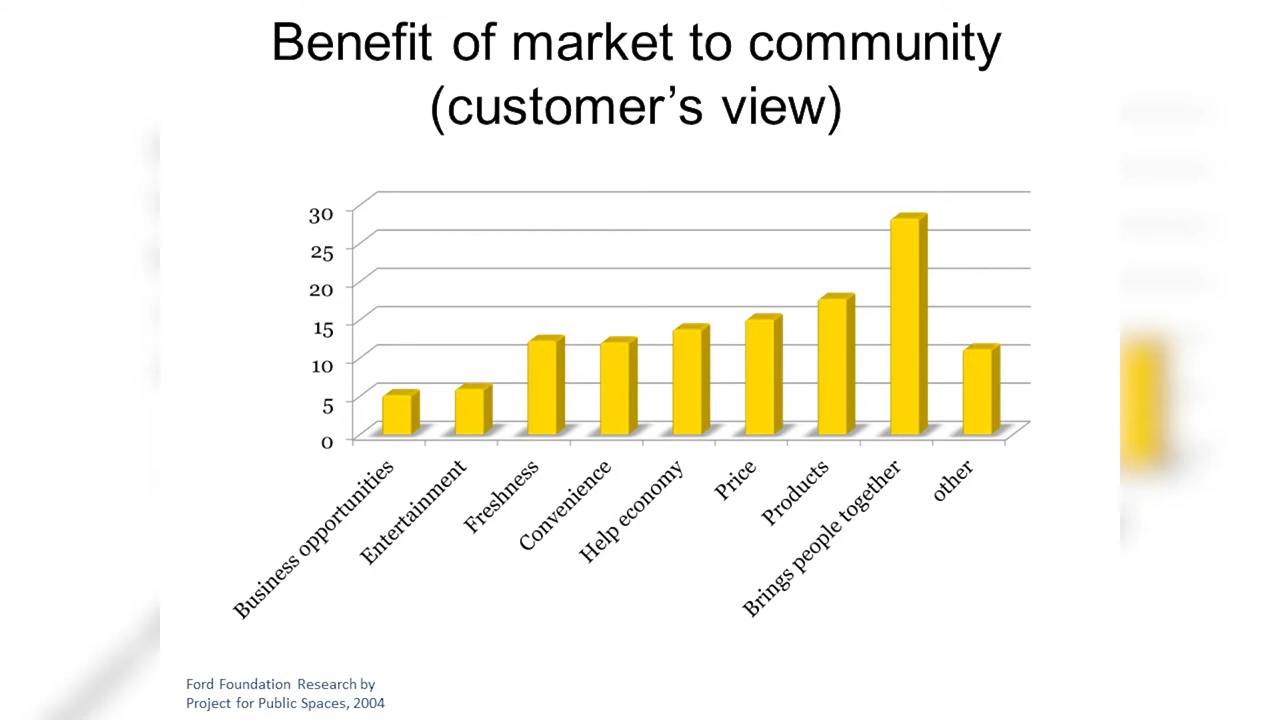 Benefit of market to community
(customer’s view)
30
25
20
15
10
5
0
Business opportunities
Entertainment
Freshness
Convenience
Help economy
Price
Products
Brings people together
other
Ford Foundation Research by
Project for Public Spaces, 2004